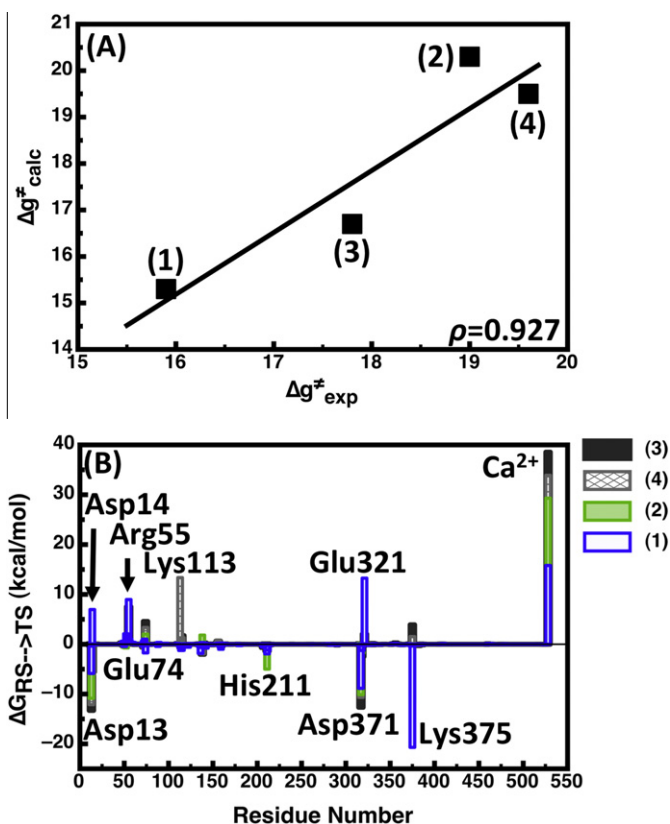 (A)
21
20
19
18
17
16
15
14
Δg≠calc
(2)
(4)
(3)
(1)
ρ=0.927
15 16 17 18 19 20
Δg≠exp
(B)
40
30
20
10
0
−10
−20
ΔGRS-->TS (kcal/mol)
Asp14
Arg55
Lys113
Glu321
Ca2+
Glu74
His211
Asp13
Asp371
Lys375
0 50 100 150 200 250 300 350 400 450 500 550
Residue Number
(3)
(4)
(2)
(1)